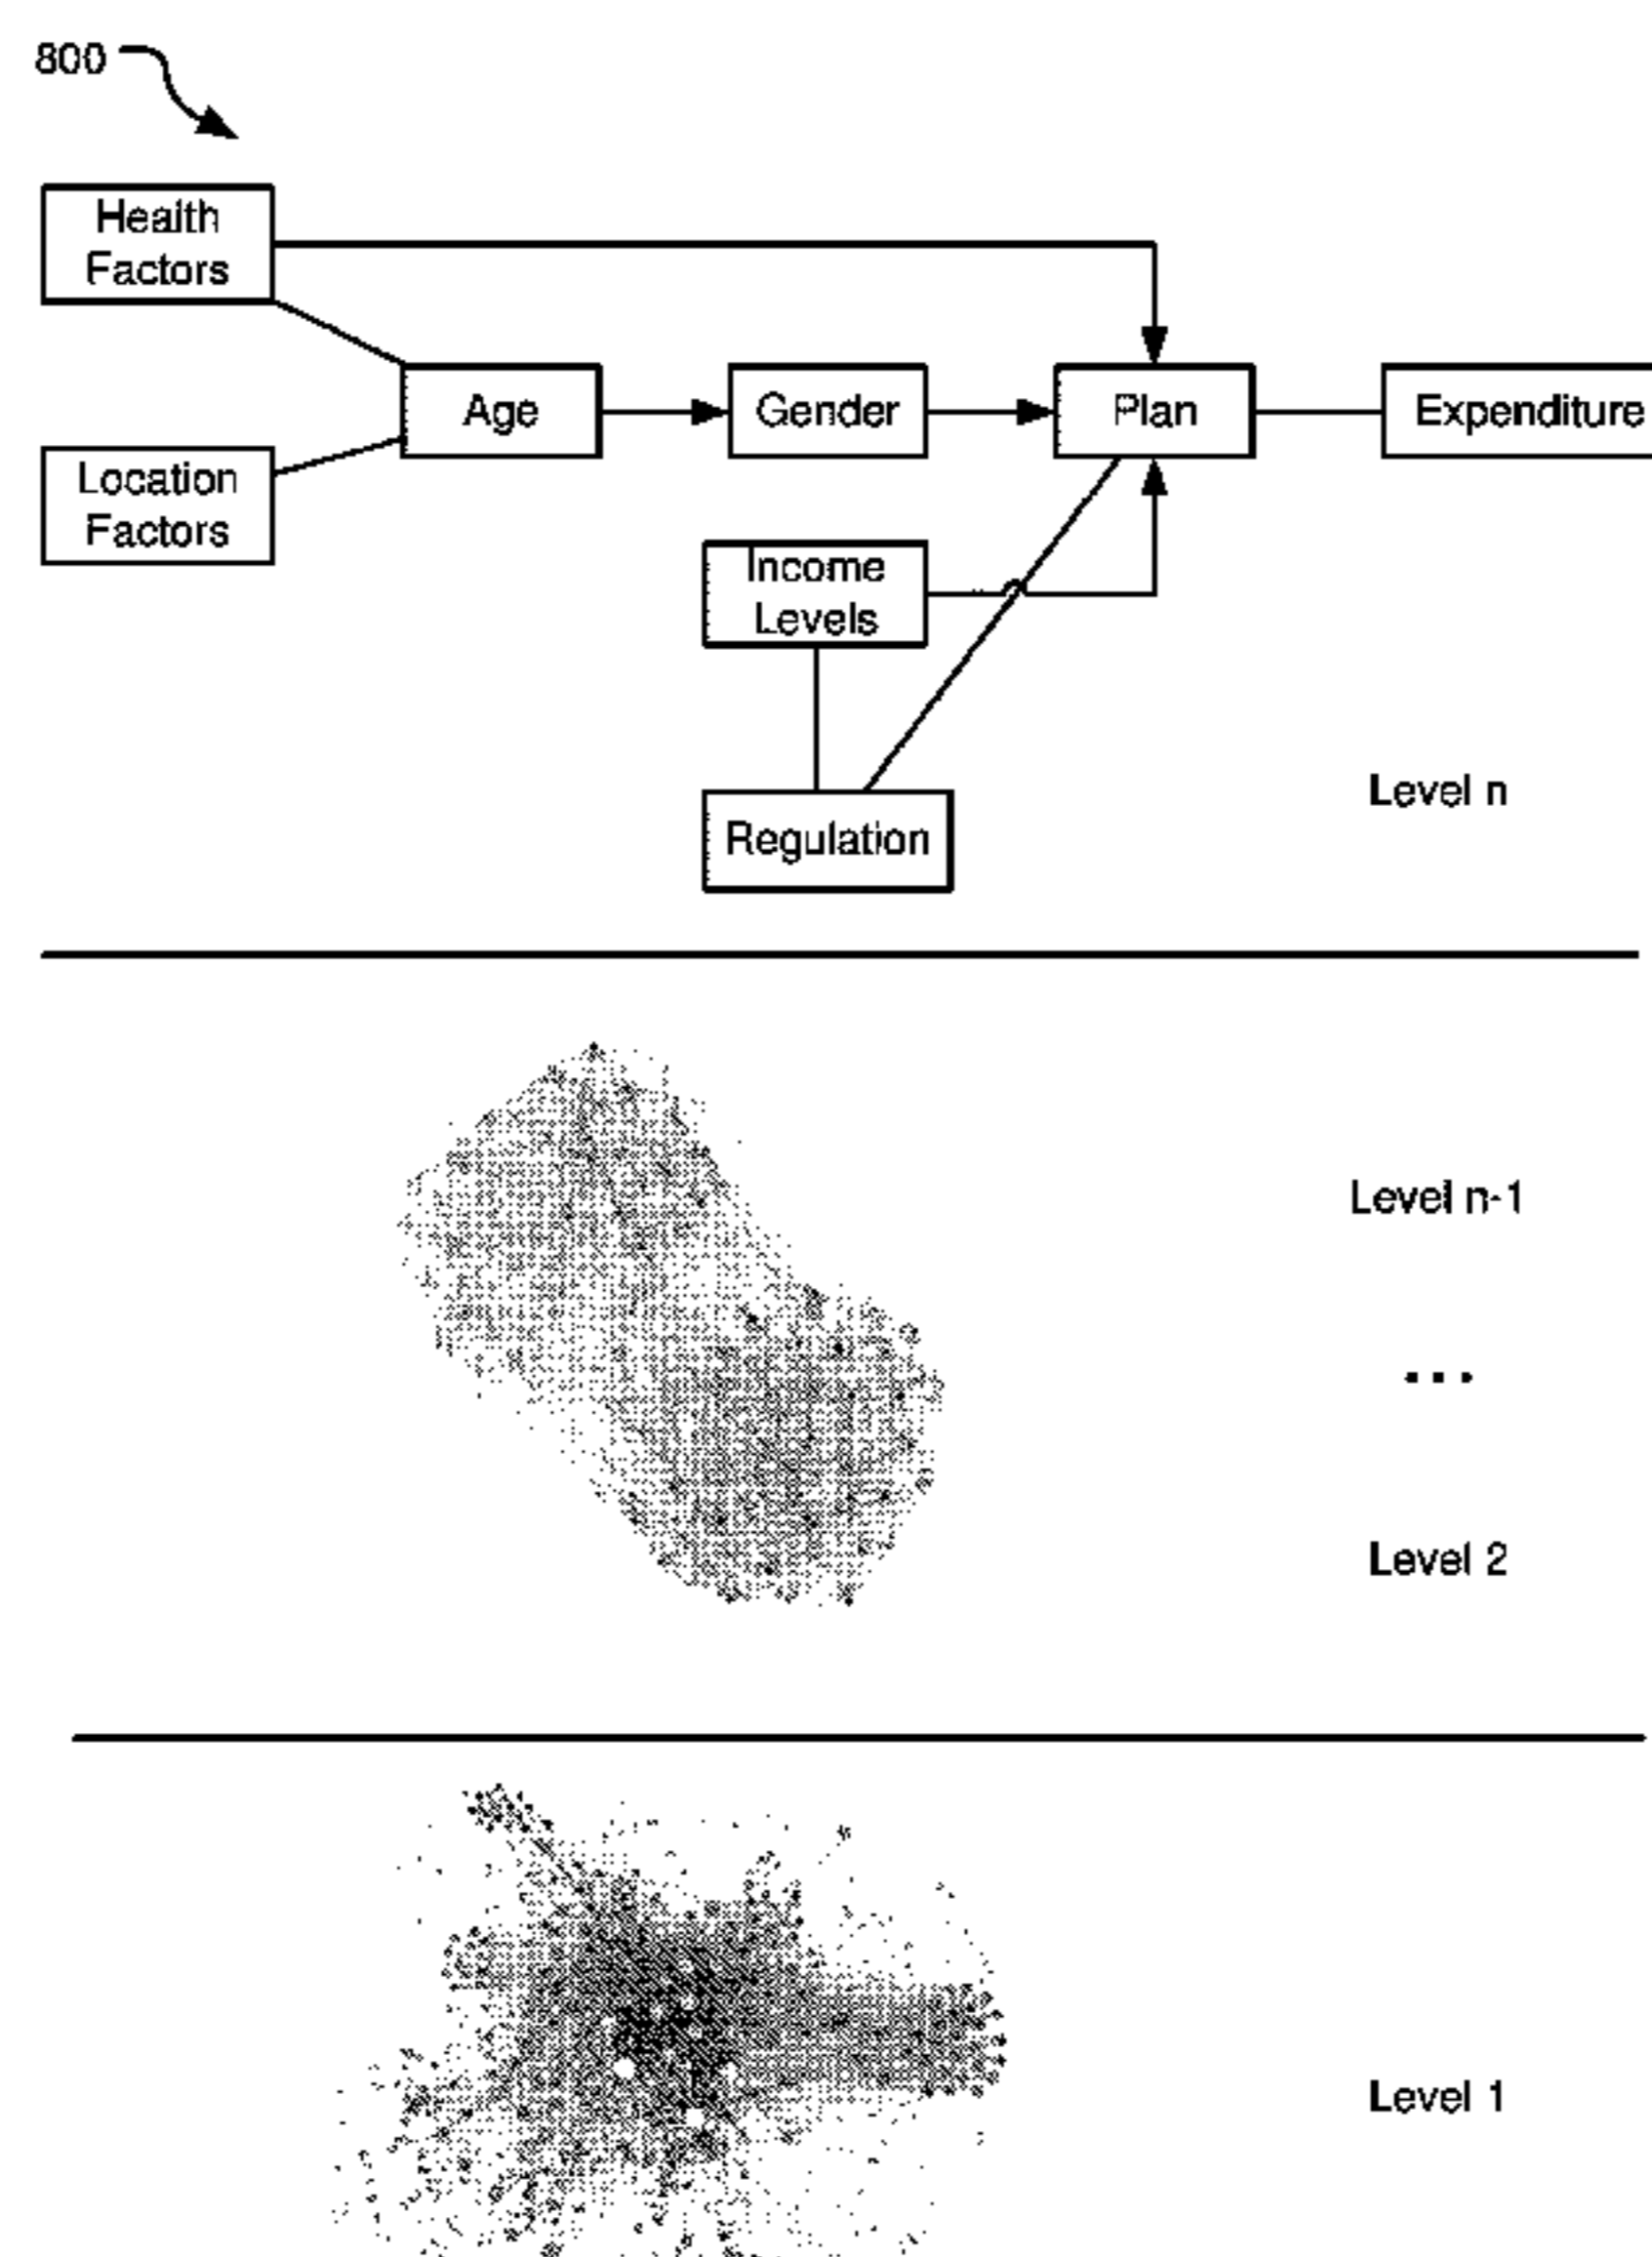 800
Health
Factors
Age
Gender
Plan
Expenditure
Location
Factors
Income
Levels
Regulation
Level n
Level n-1
...
Level 2
Level 1